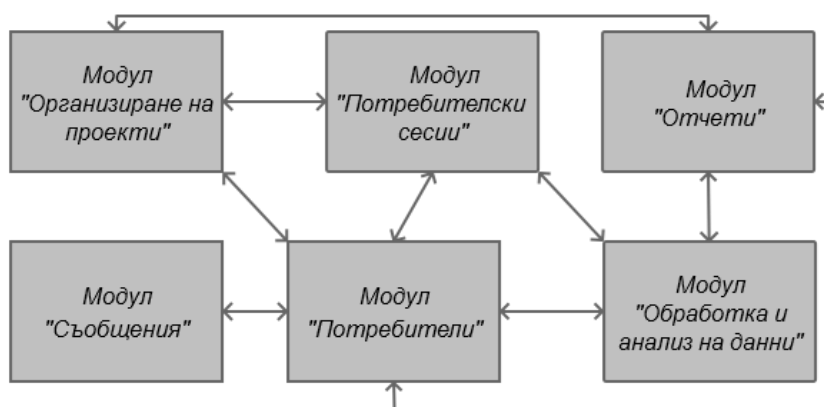 Модул
"Организиране на
проекти"
Модул
"Потребителски
сесии"
Модул
"Отчети"
Модул
"Съобщения"
Модул
"Потребители"
Модул
"Обработка и
анализ на данни"